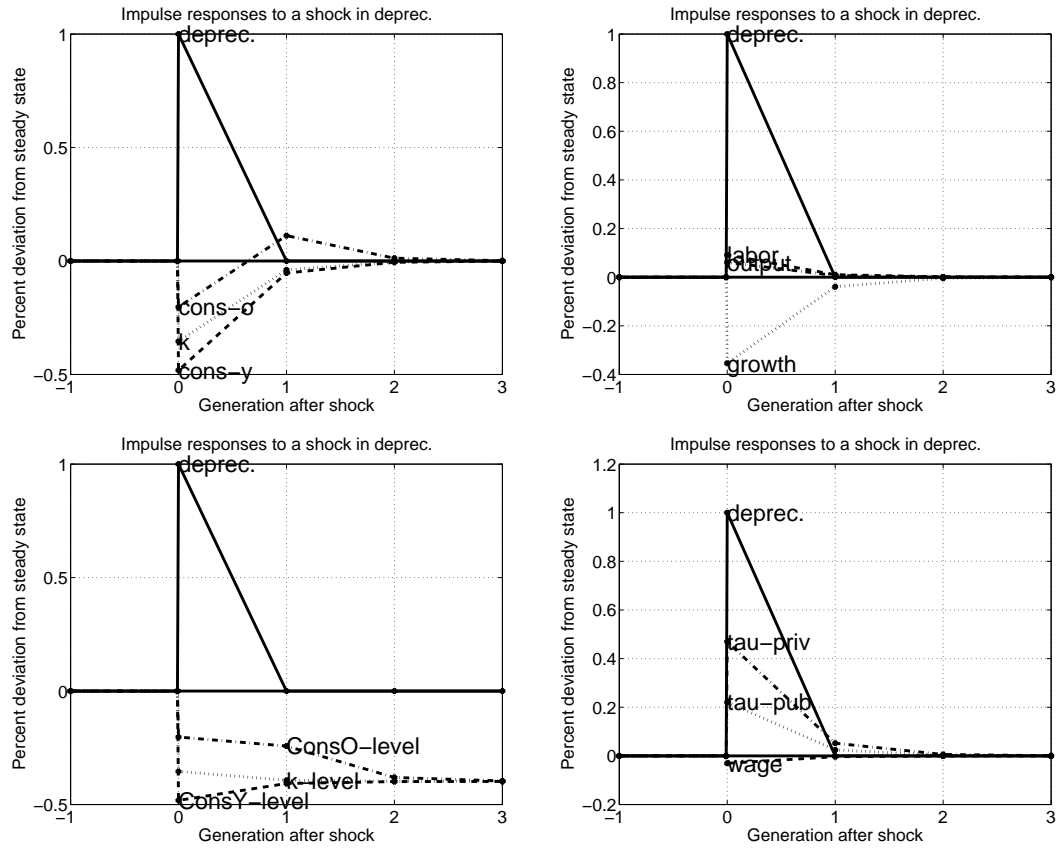 Impulse responses to a shock in deprec.
Percent deviation from steady state
1
0.5
0
−0.5
deprec.
cons−o
k
cons−y
−1
0
1
2
3
Generation after shock
Impulse responses to a shock in deprec.
Percent deviation from steady state
1
0.8
0.6
0.4
0.2
0
−0.2
−0.4
deprec.
labor
output
growth
−1
0
1
2
3
Generation after shock
Impulse responses to a shock in deprec.
Percent deviation from steady state
1
0.5
0
−0.5
deprec.
ConsO−level
k−level
ConsY−level
−1
0
1
2
3
Generation after shock
Impulse responses to a shock in deprec.
Percent deviation from steady state
1.2
1
0.8
0.6
0.4
0.2
0
−0.2
deprec.
tau−priv
tau−pub
wage
−1
0
1
2
3
Generation after shock